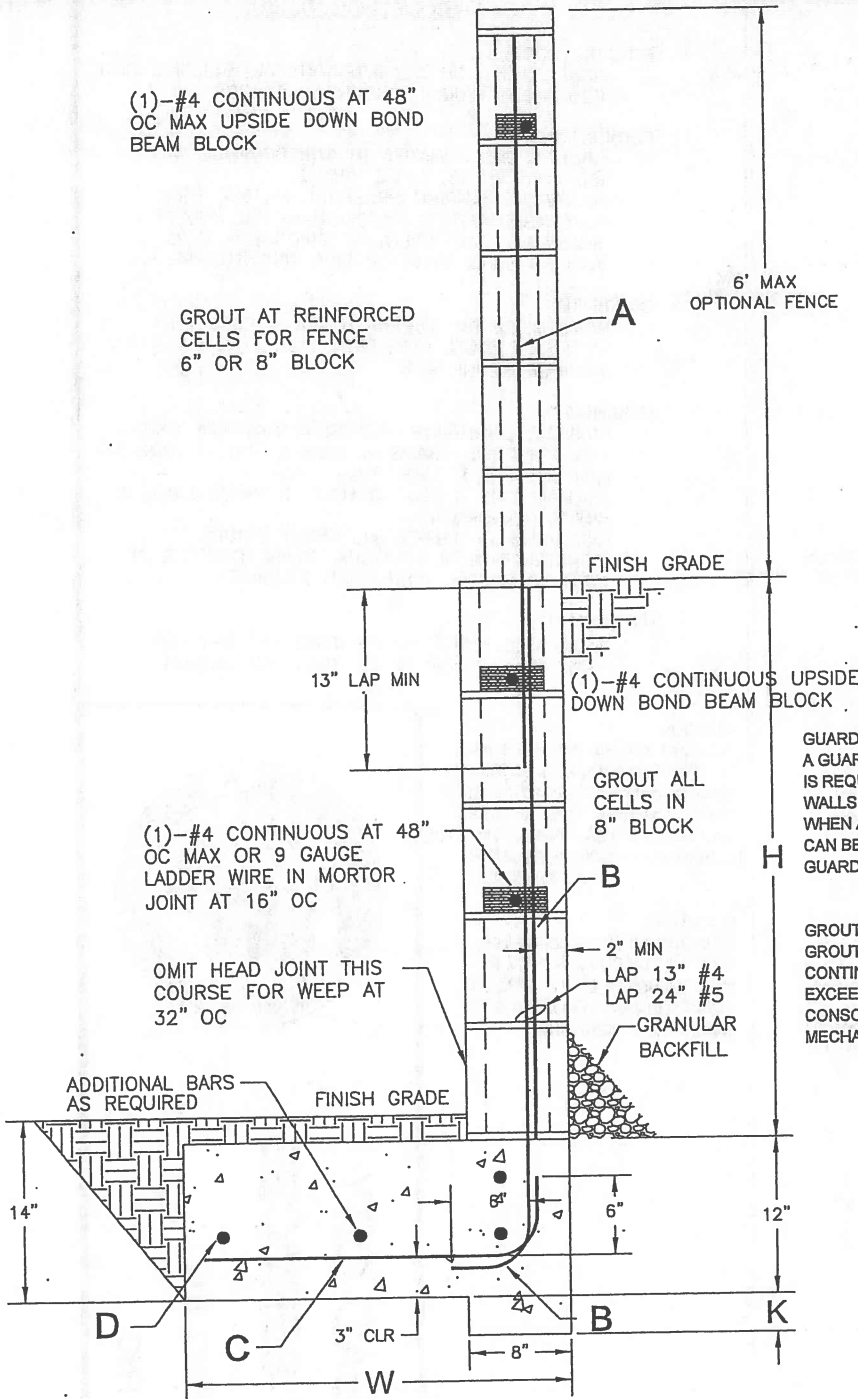 (1)-#4 CONTINUOUS AT 48"
OC MAX UPSIDE DOWN BOND
BEAM BLOCK
GROUT AT REINFORCED
CELLS FOR FENCE
6" OR 8" BLOCK
A
6' MAX
OPTIONAL FENCE
FINISH GRADE
13" LAP MIN
(1)-#4 CONTINUOUS UPSIDE
DOWN BOND BEAM BLOCK
GUARD
A GUAR
IS REQU
WALLS
WHEN A
CAN BE
GUARD
GROUT ALL
CELLS IN
8" BLOCK
H
(1)-#4 CONTINUOUS AT 48"
OC MAX OR 9 GAUGE
LADDER WIRE IN MORTOR
JOINT AT 16" OC
B
GROUT
GROUT
CONTIN
EXCEE
CONSO
MECHA
2" MIN
OMIT HEAD JOINT THIS
COURSE FOR WEEP AT
32" OC
LAP 13" #4
LAP 24" #5
GRANULAR
BACKFILL
ADDITIONAL BARS
AS REQUIRED
FINISH GRADE
14"
6"
6"
12"
D
C
3" CLR
B
K
8"
W